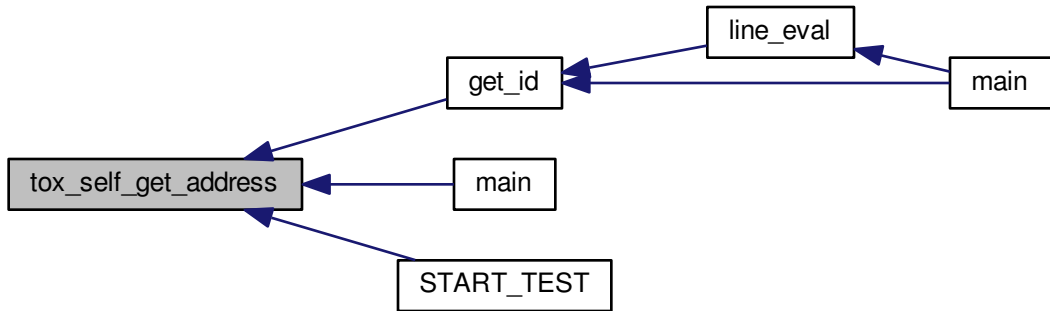 line_eval
get_id
main
tox_self_get_address
main
START_TEST